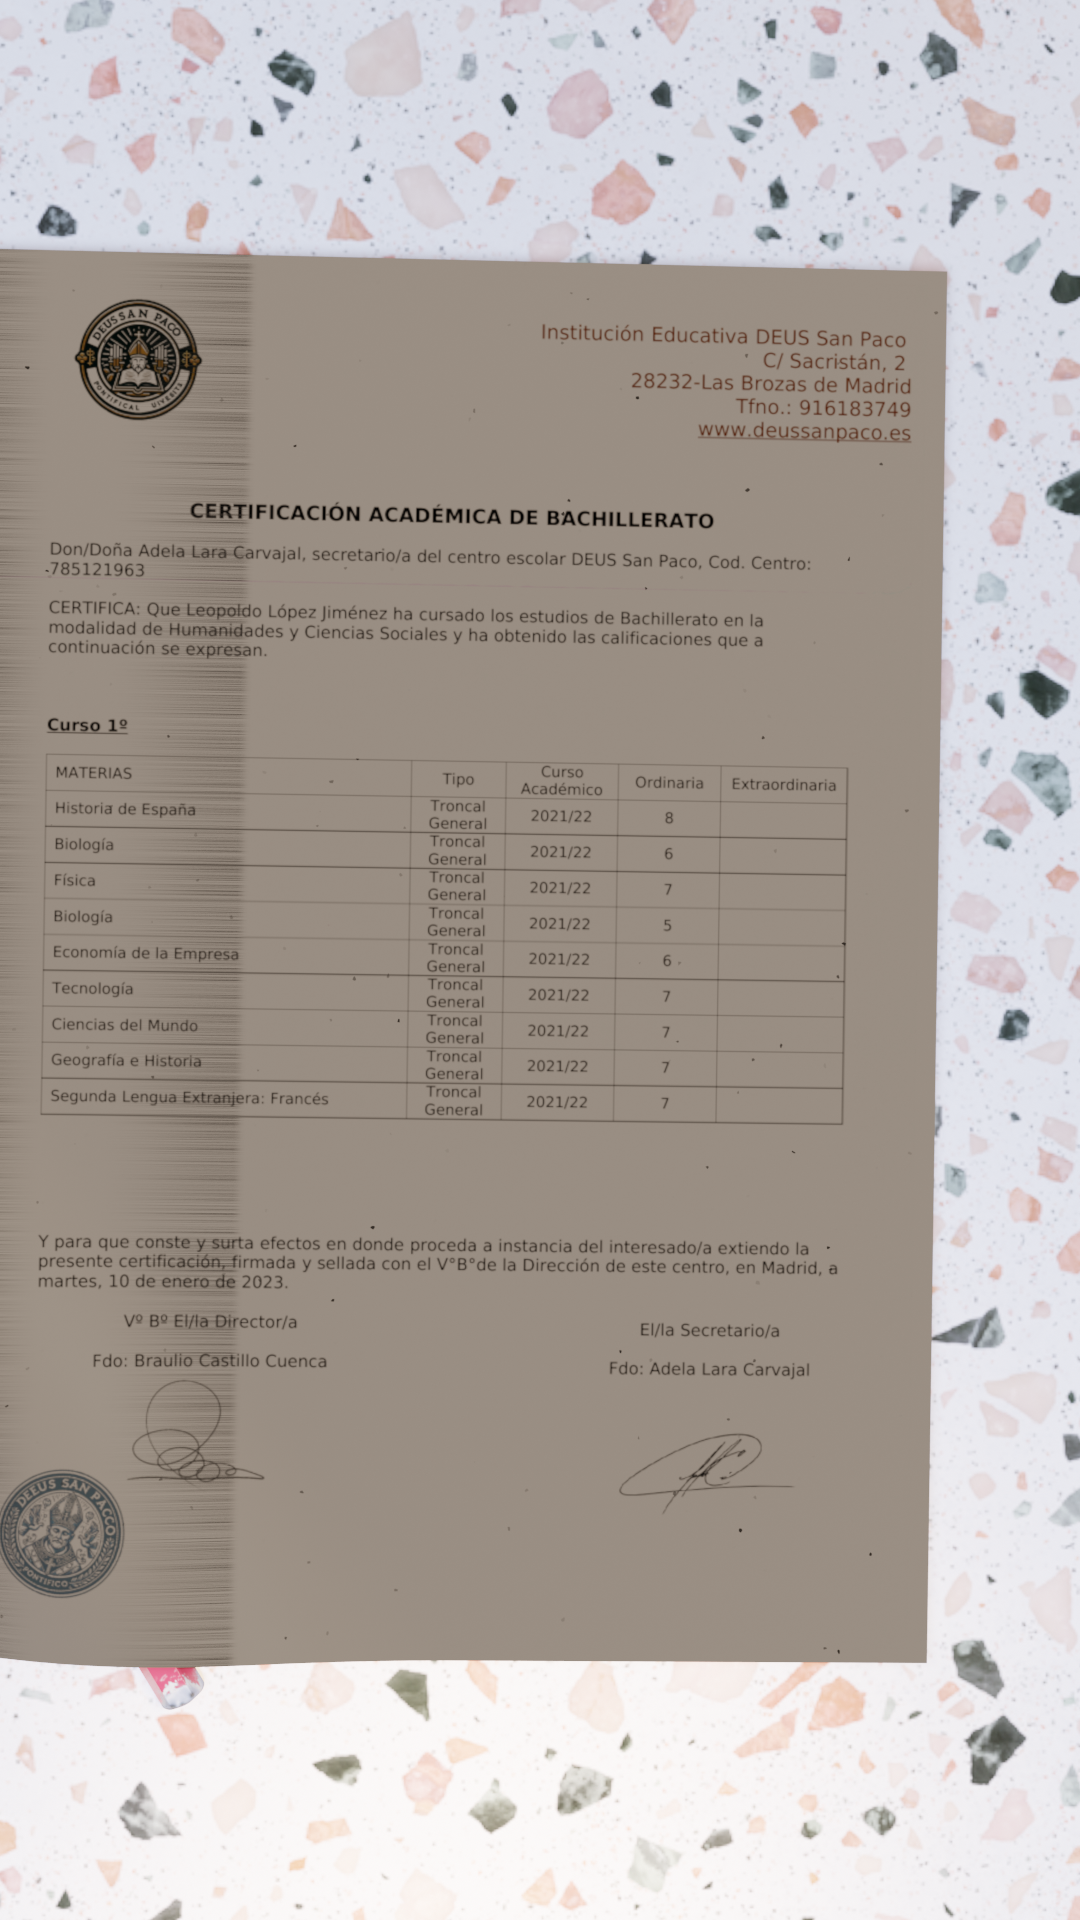 DEUS SAN PACO
PONTIFICAL UIVERITS
Institución Educativa DEUS San Paco
C/ Sacristán, 2
28232-Las Brozas de Madrid
Tfno.: 916183749
www.deussanpaco.es
CERTIFICACIÓN ACADÉMICA DE BACHILLERATO
Don/Doña Adela Lara Carvajal, secretario/a del centro escolar DEUS San Paco, Cod. Centro:
785121963
CERTIFICA: Que Leopoldo López Jiménez ha cursado los estudios de Bachillerato en la
modalidad de Humanidades y Ciencias Sociales y ha obtenido las calificaciones que a
continuación se expresan.
Curso 1º
MATERIAS Tipo Curso Académico Ordinaria Extraordinaria
Historia de España Troncal General 2021/22 8
Biología Troncal General 2021/22 6
Física Troncal General 2021/22 7
Biología Troncal General 2021/22 5
Economía de la Empresa Troncal General 2021/22 6
Tecnología Troncal General 2021/22 7
Ciencias del Mundo Troncal General 2021/22 7
Geografía e Historia Troncal General 2021/22 7
Segunda Lengua Extranjera: Francés Troncal General 2021/22 7
Y para que conste y surta efectos en donde proceda a instancia del interesado/a extiendo la
presente certificación, firmada y sellada con el V°B°de la Dirección de este centro, en Madrid, a
martes, 10 de enero de 2023.
Vº Bº El/la Director/a
El/la Secretario/a
Fdo: Braulio Castillo Cuenca
Fdo: Adela Lara Carvajal
DEEUS SAN PACCO
PONTIFICO